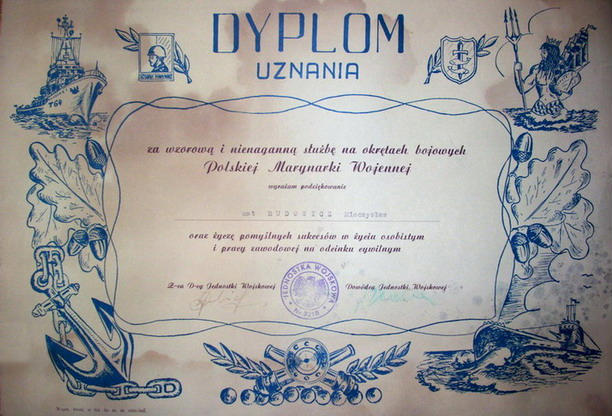 DYPLOM
UZNANIA
za wzorową i nienaganną służbę na okrętach bojowych
Polskiej Marynarki Wojennej
wyrażam podziękowanie
mat RUDOWICZ Mieczysław
oraz życzę pomyślnych sukcesów w życiu osobistym
i pracy zawodowej na odcinku cywilnym
Z-ca D-cy Jednostki Wojskowej
Dowódca Jednostki Wojskowej
JEDNOSTKA WOJSKOWA
Nr